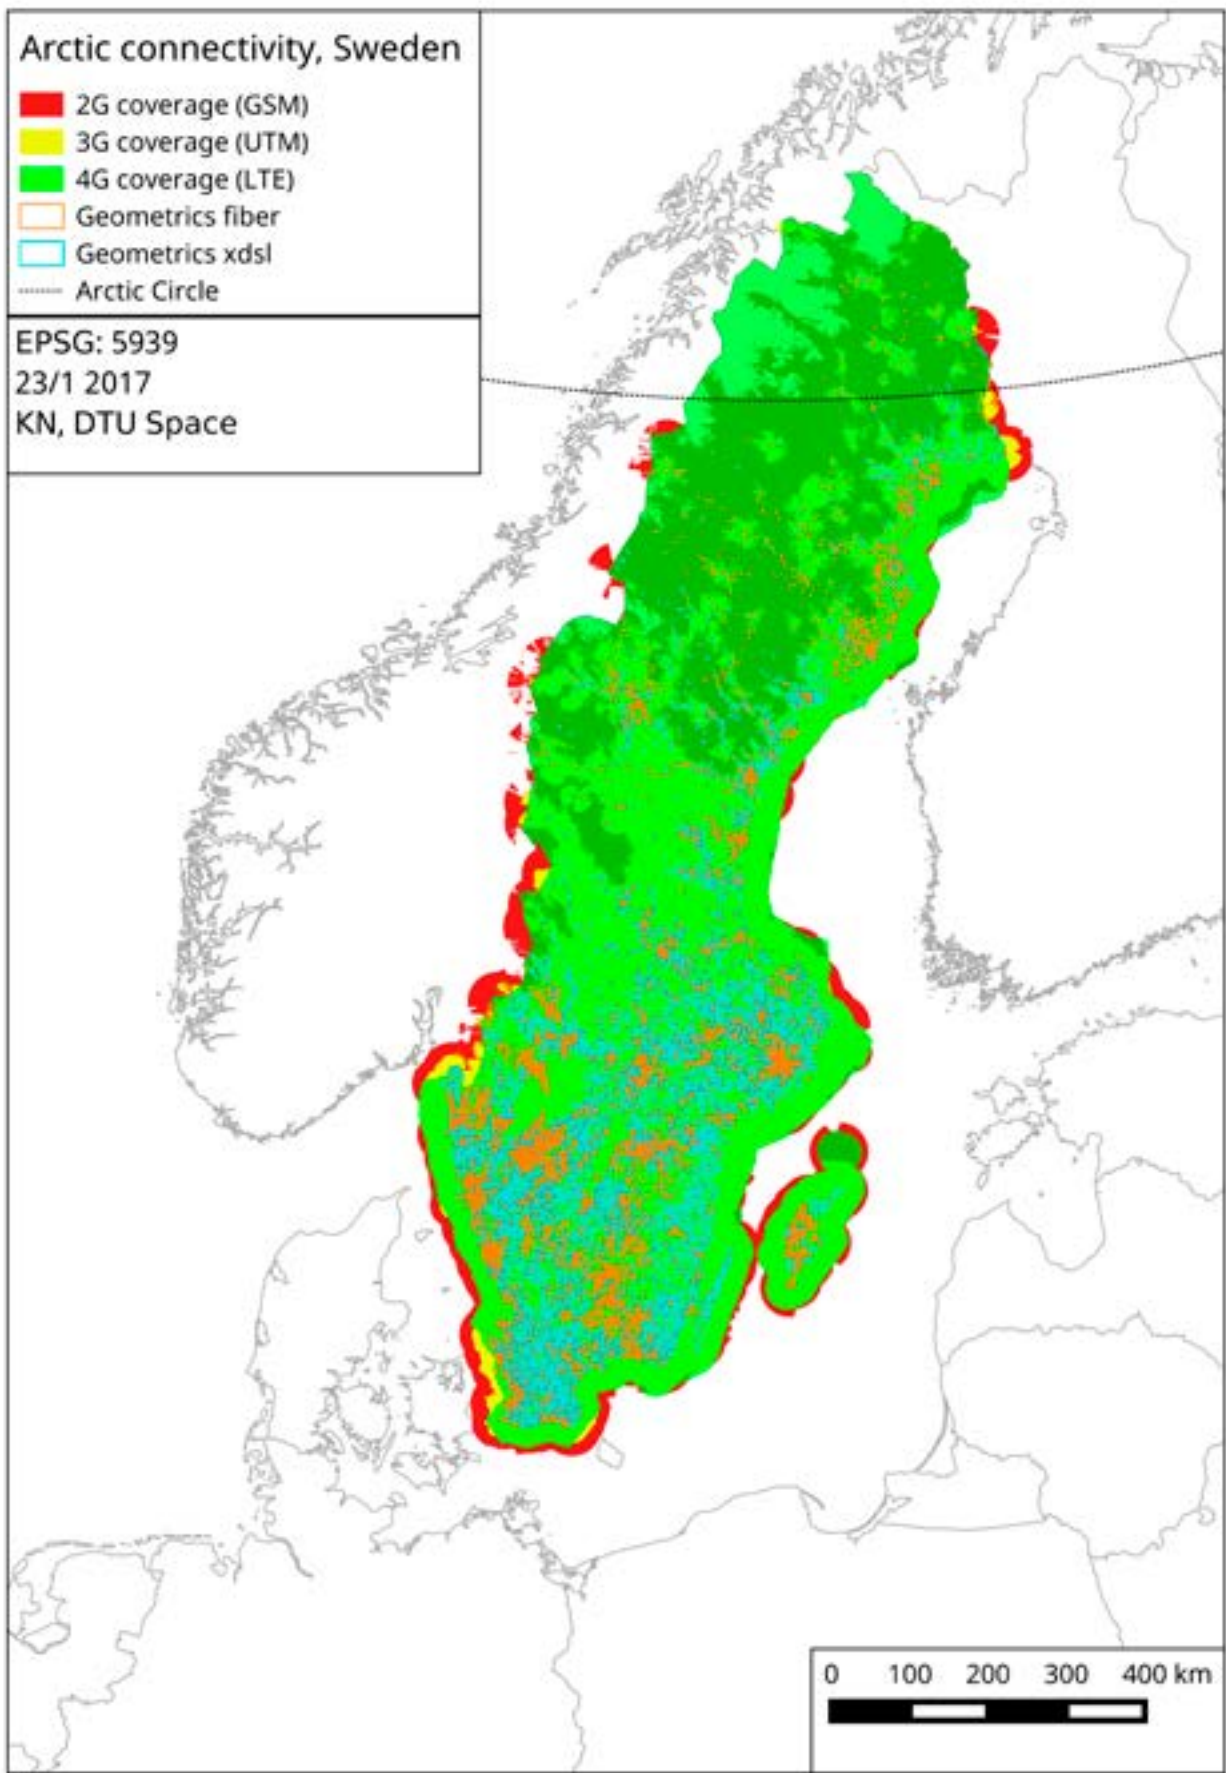 Arctic connectivity, Sweden
2G coverage (GSM)
3G coverage (UTM)
4G coverage (LTE)
Geometrics fiber
Geometrics xdsl
Arctic Circle
EPSG: 5939
23/1 2017
KN, DTU Space
0 100 200 300 400 km